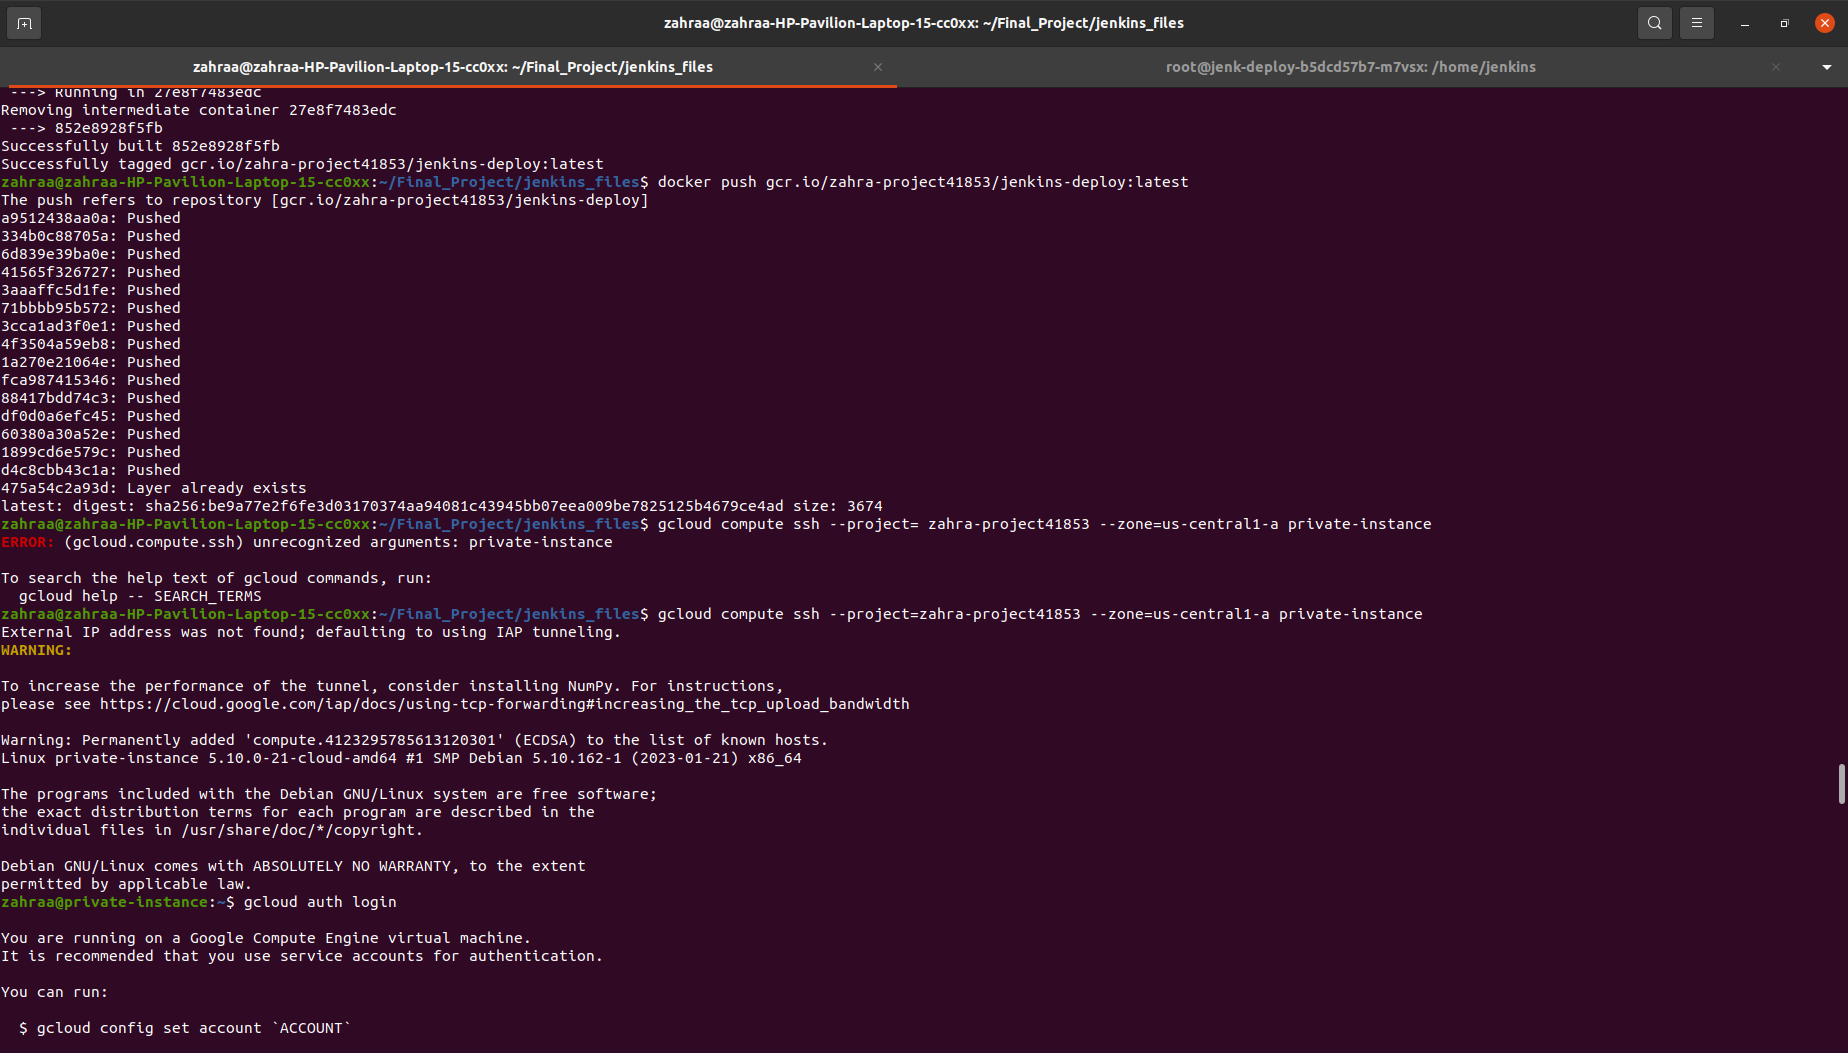 zahraa@zahraa-HP-Pavilion-Laptop-15-cc0xx: ~/Final_Project/jenkins_files
zahraa@zahraa-HP-Pavilion-Laptop-15-cc0xx: ~/Final_Project/jenkins_files
root@jenk-deploy-b5dcd57b7-m7vsx: /home/jenkins
---> Running in 27e8f7483edc
Removing intermediate container 27e8f7483edc
---> 852e8928f5fb
Successfully built 852e8928f5fb
Successfully tagged gcr.io/zahra-project41853/jenkins-deploy:latest
zahraa@zahraa-HP-Pavilion-Laptop-15-cc0xx:~/Final_Project/jenkins_files$ docker push gcr.io/zahra-project41853/jenkins-deploy:latest
The push refers to repository [gcr.io/zahra-project41853/jenkins-deploy]
a9512438aa0a: Pushed
334b0c88705a: Pushed
6d839e39ba0e: Pushed
41565f326727: Pushed
3aaaffc5d1fe: Pushed
71bbbb95b572: Pushed
3cca1ad3f0e1: Pushed
4f3504a59eb8: Pushed
1a270e21064e: Pushed
fca987415346: Pushed
88417bdd74c3: Pushed
df0d0a6efc45: Pushed
60380a30a52e: Pushed
1899cd6e579c: Pushed
d4c8cbb43c1a: Pushed
475a54c2a93d: Layer already exists
latest: digest: sha256:be9a77e2f6fe3d03170374aa94081c43945bb07eea009be7825125b4679ce4ad size: 3674
zahraa@zahraa-HP-Pavilion-Laptop-15-cc0xx:~/Final_Project/jenkins_files$ gcloud compute ssh --project= zahra-project41853 --zone=us-central1-a private-instance
ERROR: (gcloud.compute.ssh) unrecognized arguments: private-instance
To search the help text of gcloud commands, run:
gcloud help -- SEARCH_TERMS
zahraa@zahraa-HP-Pavilion-Laptop-15-cc0xx:~/Final_Project/jenkins_files$ gcloud compute ssh --project=zahra-project41853 --zone=us-central1-a private-instance
External IP address was not found; defaulting to using IAP tunneling.
WARNING:
To increase the performance of the tunnel, consider installing NumPy. For instructions,
please see https://cloud.google.com/iap/docs/using-tcp-forwarding#increasing_the_tcp_upload_bandwidth
Warning: Permanently added 'compute.4123295785613120301' (ECDSA) to the list of known hosts.
Linux private-instance 5.10.0-21-cloud-amd64 #1 SMP Debian 5.10.162-1 (2023-01-21) x86_64
The programs included with the Debian GNU/Linux system are free software;
the exact distribution terms for each program are described in the
individual files in /usr/share/doc/*/copyright.
Debian GNU/Linux comes with ABSOLUTELY NO WARRANTY, to the extent
permitted by applicable law.
zahraa@private-instance:~$ gcloud auth login
You are running on a Google Compute Engine virtual machine.
It is recommended that you use service accounts for authentication.
You can run:
$ gcloud config set account `ACCOUNT`